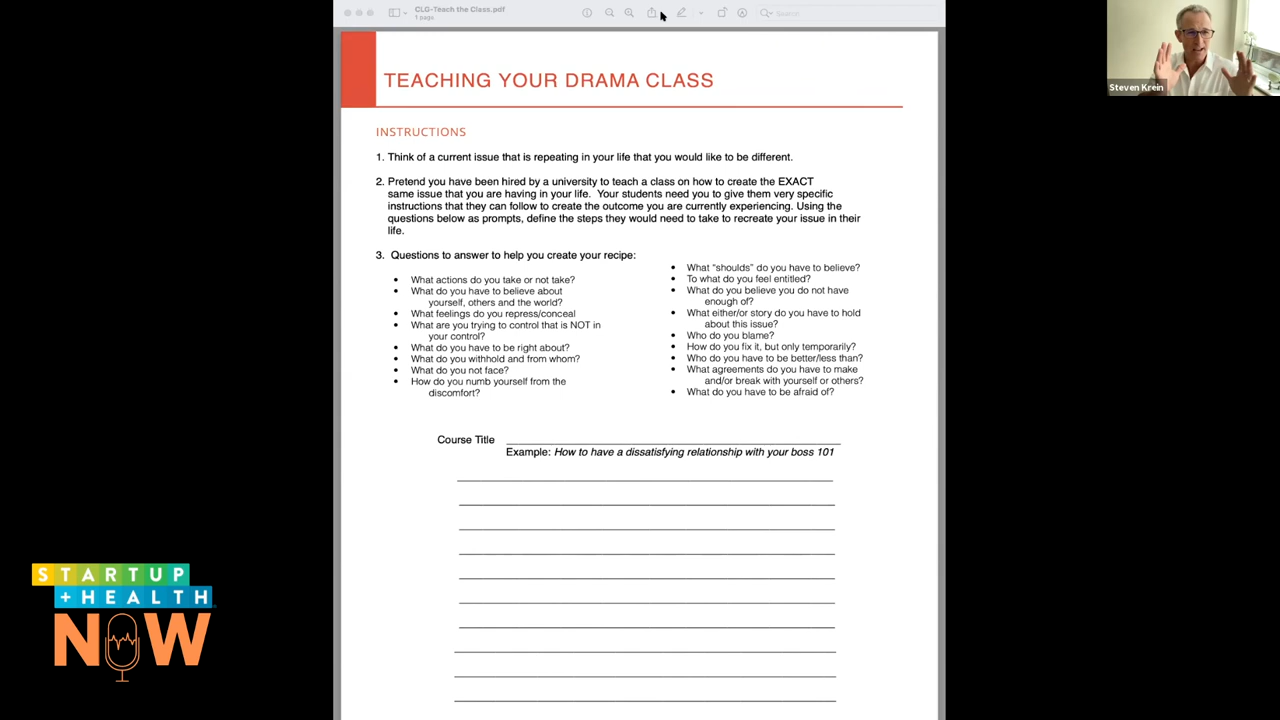 CLG-Teach the Class.pdf
1 page
Search
TEACHING YOUR DRAMA CLASS
INSTRUCTIONS
1. Think of a current issue that is repeating in your life that you would like to be different.
2. Pretend you have been hired by a university to teach a class on how to create the EXACT
same issue that you are having in your life. Your students need you to give them very specific
instructions that they can follow to create the outcome you are currently experiencing. Using the
questions below as prompts, define the steps they would need to take to recreate your issue in their
life.
3. Questions to answer to help you create your recipe:
• What actions do you take or not take?
• What do you have to believe about
yourself, others and the world?
• What feelings do you repress/conceal
• What are you trying to control that is NOT in
your control?
• What do you have to be right about?
• What do you withhold and from whom?
• What do you not face?
• How do you numb yourself from the
discomfort?
• What “shoulds” do you have to believe?
• To what do you feel entitled?
• What do you believe you do not have
enough of?
• What either/or story do you have to hold
about this issue?
• Who do you blame?
• How do you fix it, but only temporarily?
• Who do you have to be better/less than?
• What agreements do you have to make
and/or break with yourself or others?
• What do you have to be afraid of?
Course Title
Example: How to have a dissatisfying relationship with your boss 101
Steven Krein
STARTUP
+HEALTH
NOW